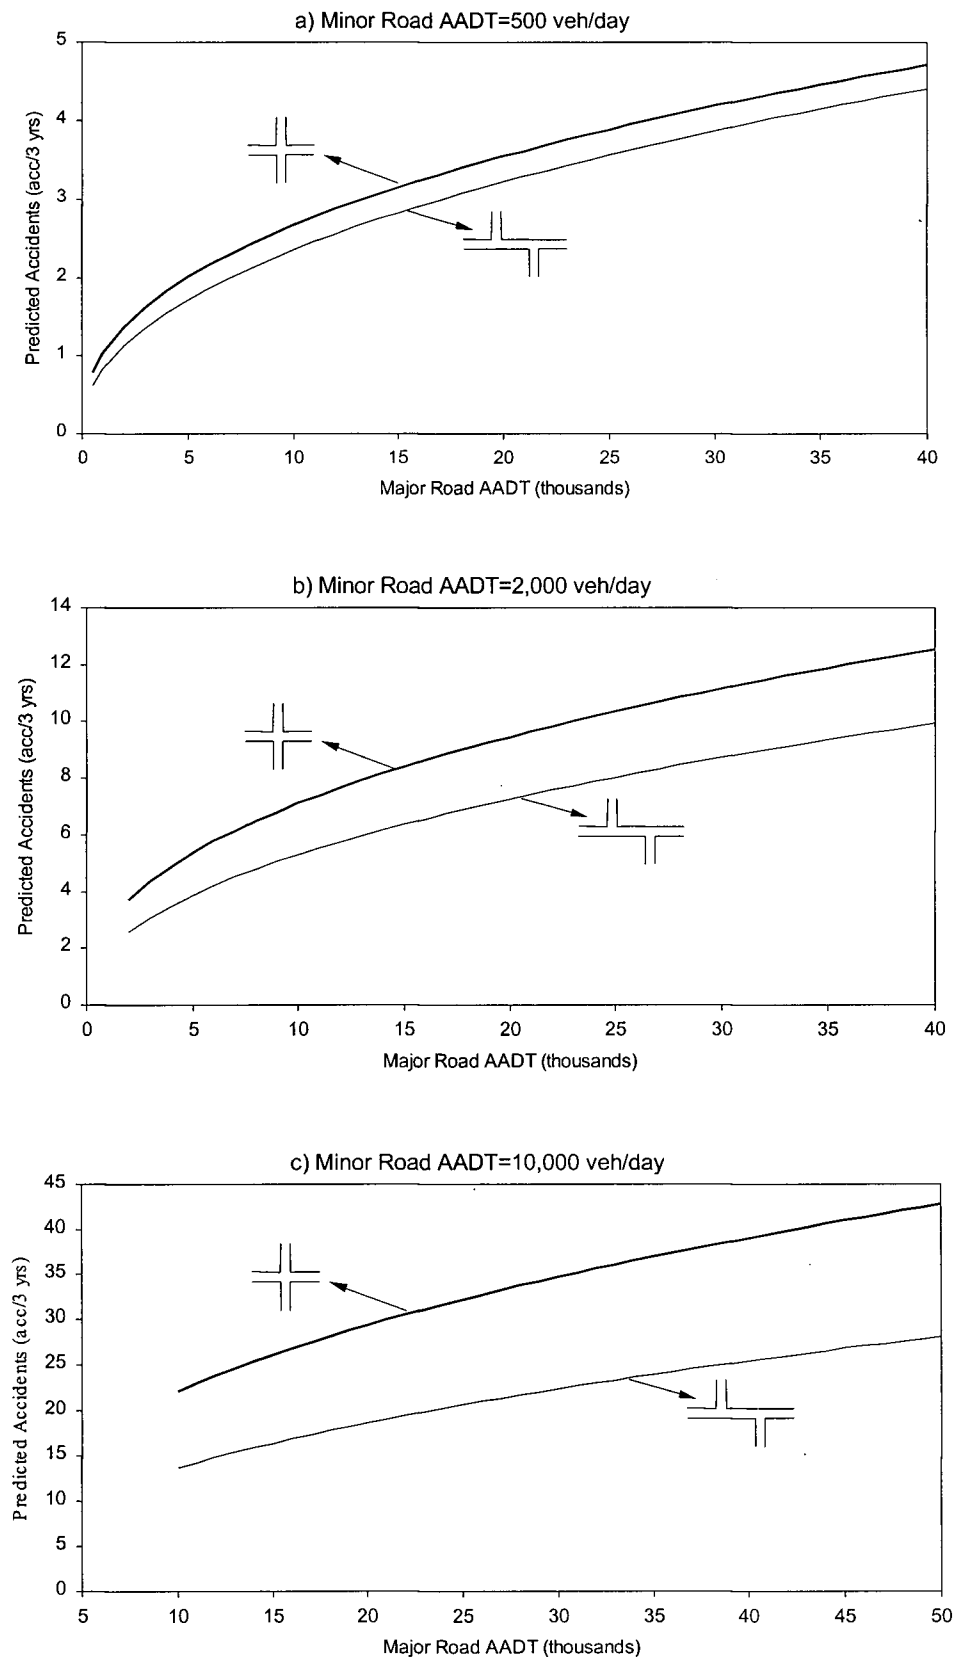 a) Minor Road AADT=500 veh/day
Predicted Accidents (acc/3 yrs)
5
4
3
2
1
0
0 5 10 15 20 25 30 35 40
Major Road AADT (thousands)
b) Minor Road AADT=2,000 veh/day
Predicted Accidents (acc/3 yrs)
14
12
10
8
6
4
2
0
0 5 10 15 20 25 30 35 40
Major Road AADT (thousands)
c) Minor Road AADT=10,000 veh/day
Predicted Accidents (acc/3 yrs)
45
40
35
30
25
20
15
10
5
0
5 10 15 20 25 30 35 40 45 50
Major Road AADT (thousands)